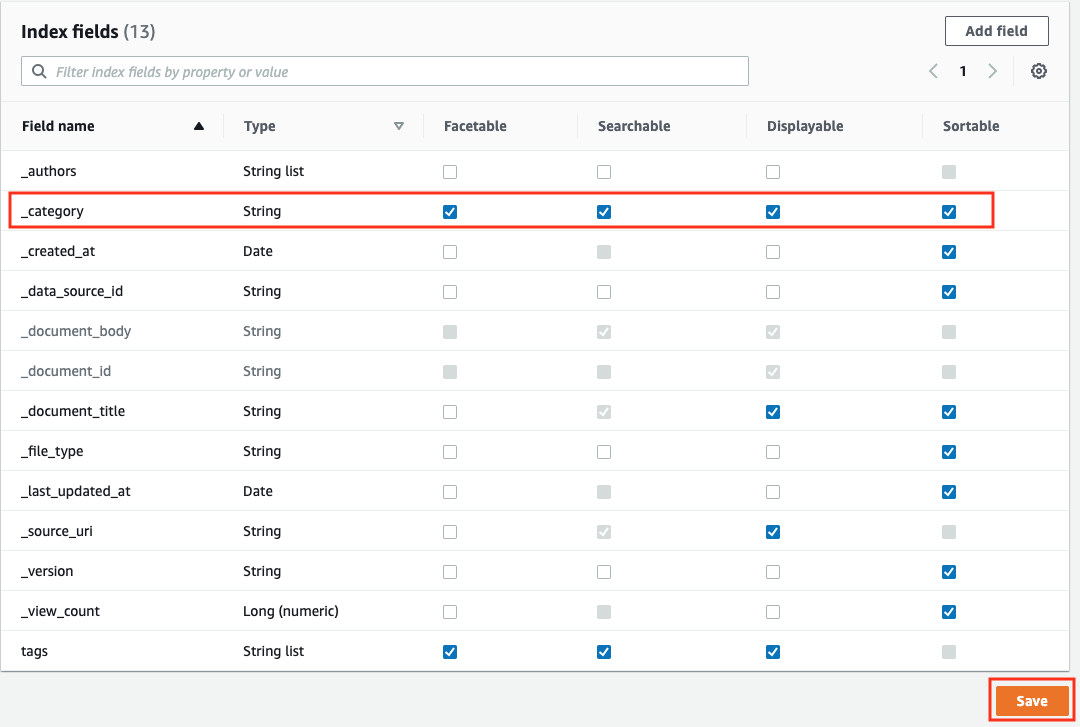 Index fields (13)
Add field
Filter index fields by property or value
1
Field name Type Facetable Searchable Displayable Sortable
_authors String list
_category String
_created_at Date
_data_source_id String
_document_body String
_document_id String
_document_title String
_file_type String
_last_updated_at Date
_source_uri String
_version String
_view_count Long (numeric)
tags String list
Save